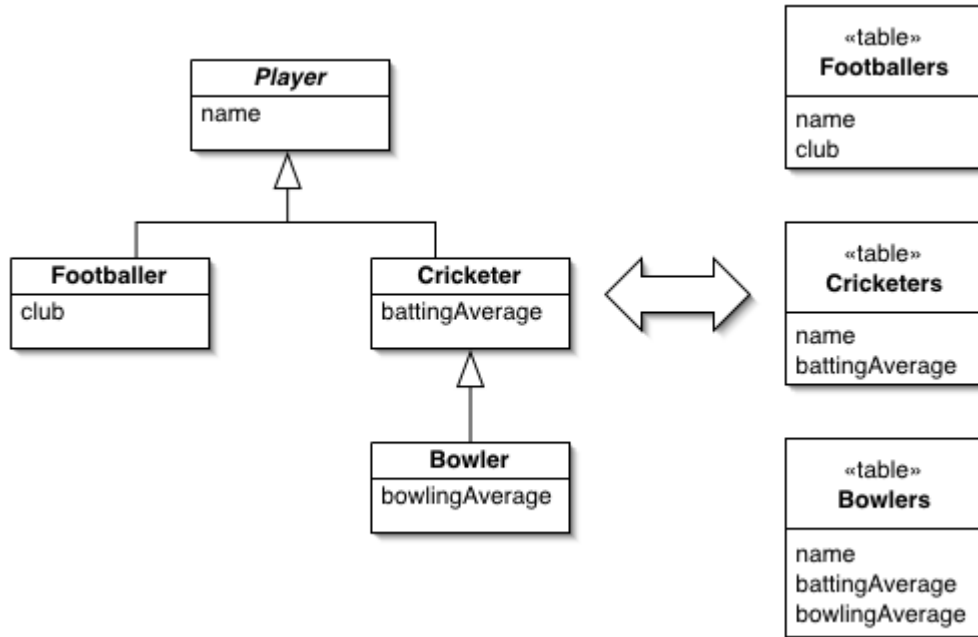 Player
name
Footballer
club
Cricketer
battingAverage
Bowler
bowlingAverage
«table»
Footballers
name
club
«table»
Cricketers
name
battingAverage
«table»
Bowlers
name
battingAverage
bowlingAverage